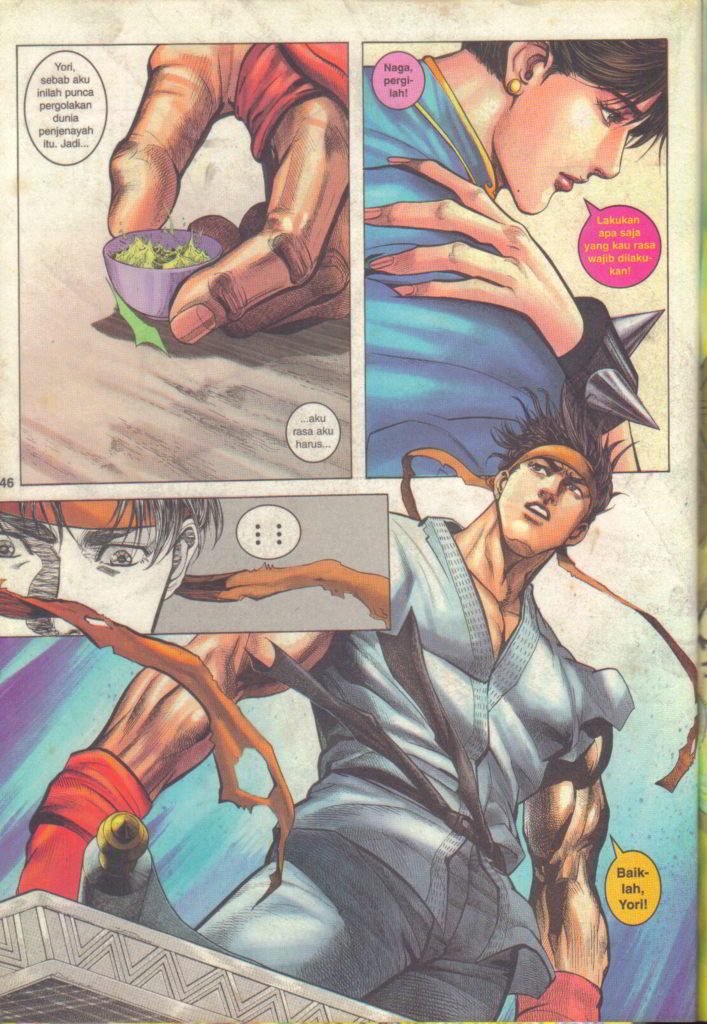 Yori,
sebab aku
inilah punca
pergolakan
dunia
penjenayah
itu. Jadi...
...aku
rasa aku
harus...
Naga,
pergi-
lah!
Lakukan
apa saja
yang kau rasa
wajib dilaku-
kan!
46
Baik-
lah,
Yori!